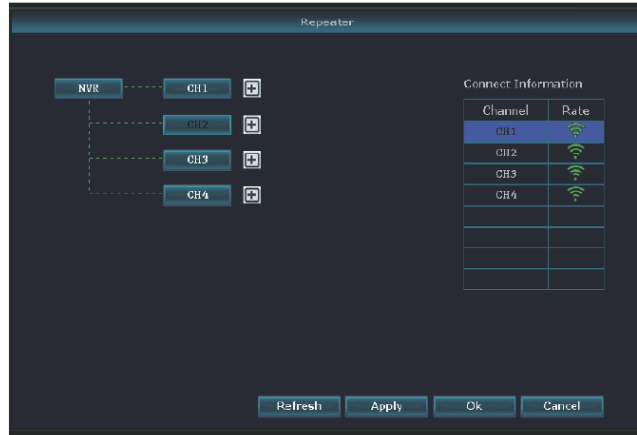 Repeater
NVR CH1
CH2
CH3
CH4
Connect Information
Channel Rate
CH1
CH2
CH3
CH4
Refresh Apply Ok Cancel